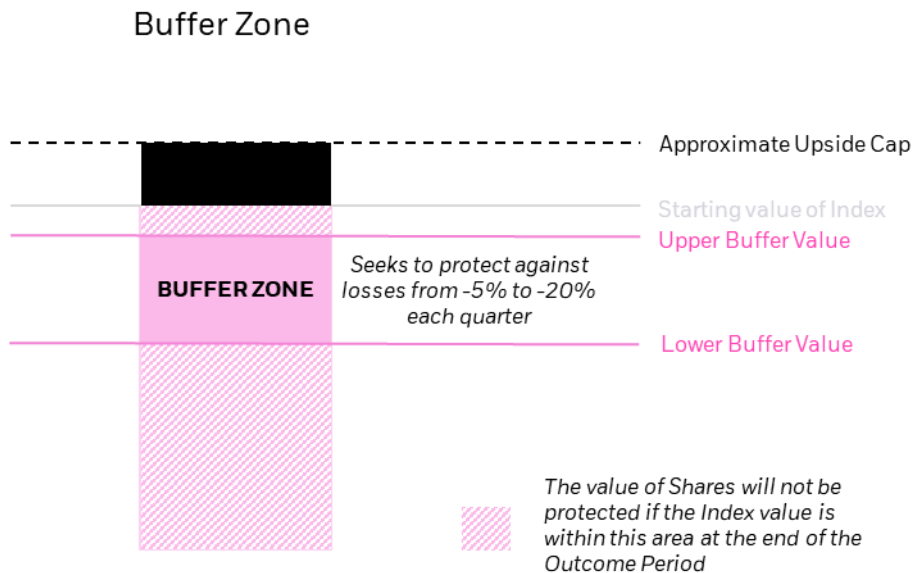 Buffer Zone
Approximate Upside Cap
Starting value of Index
Upper Buffer Value
BUFFER ZONE
Seeks to protect against
losses from -5% to -20%
each quarter
Lower Buffer Value
The value of Shares will not be
protected if the Index value is
within this area at the end of the
Outcome Period